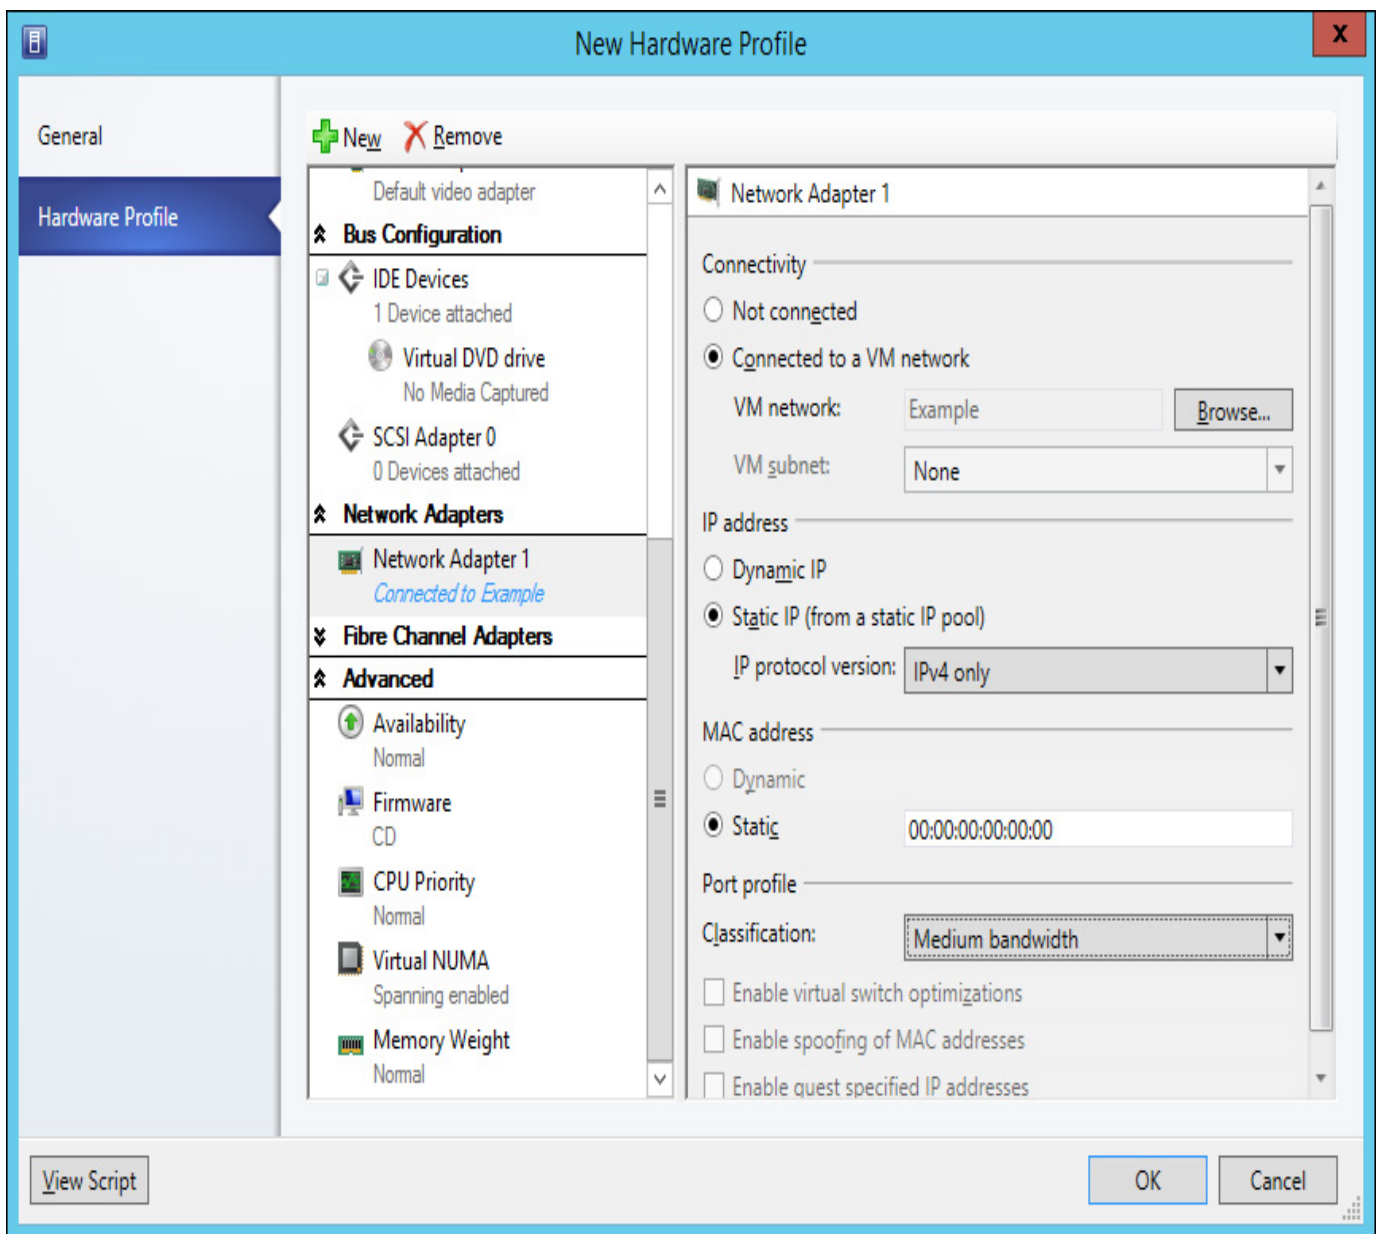 New Hardware Profile
X
General
Hardware Profile
New Remove
Default video adapter
Bus Configuration
IDE Devices
1 Device attached
Virtual DVD drive
No Media Captured
SCSI Adapter 0
0 Devices attached
Network Adapters
Network Adapter 1
Connected to Example
Fibre Channel Adapters
Advanced
Availability
Normal
Firmware
CD
CPU Priority
Normal
Virtual NUMA
Spanning enabled
Memory Weight
Normal
Network Adapter 1
Connectivity
Not connected
Connected to a VM network
VM network: Example Browse...
VM subnet: None
IP address
Dynamic IP
Static IP (from a static IP pool)
IP protocol version: IPv4 only
MAC address
Dynamic
Static 00:00:00:00:00:00
Port profile
Classification: Medium bandwidth
Enable virtual switch optimizations
Enable spoofing of MAC addresses
Enable guest specified IP addresses
View Script
OK Cancel